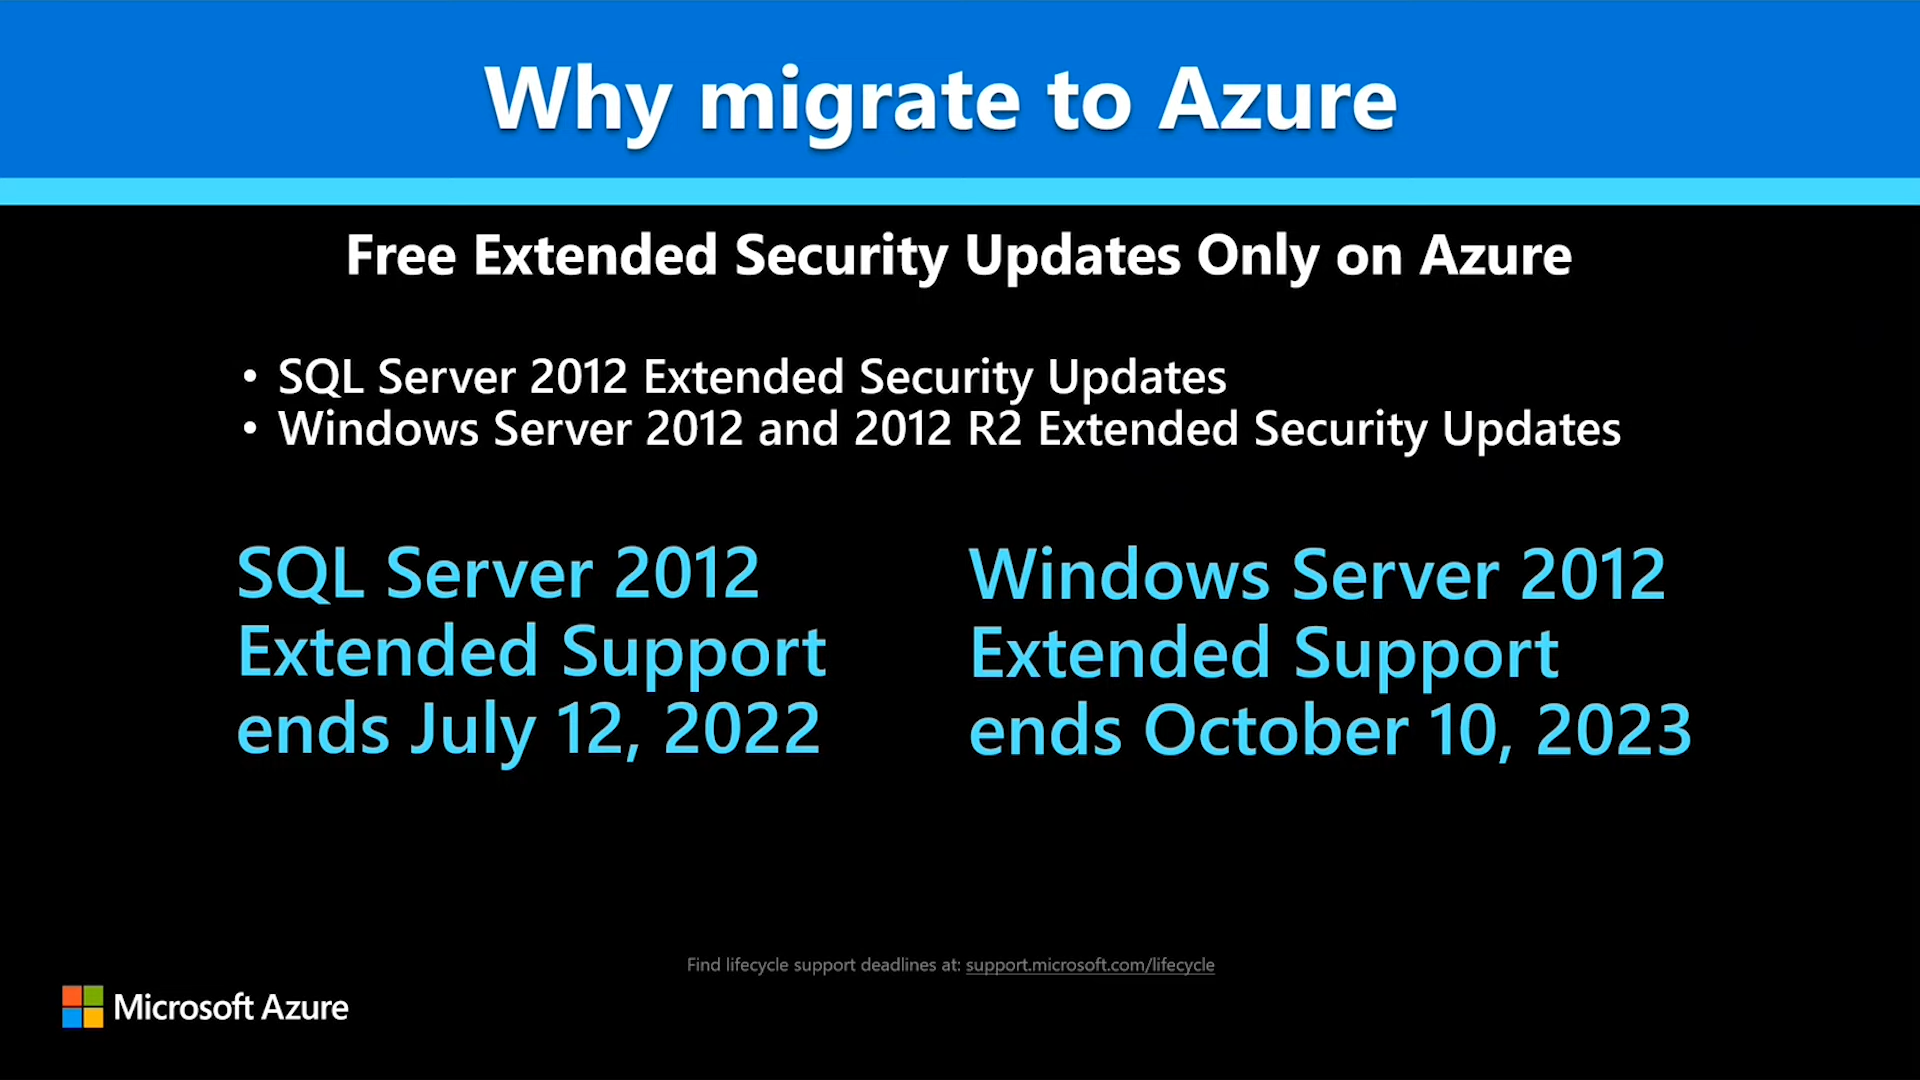 Why migrate to Azure
Free Extended Security Updates Only on Azure
• SQL Server 2012 Extended Security Updates
• Windows Server 2012 and 2012 R2 Extended Security Updates
SQL Server 2012
Extended Support
ends July 12, 2022
Windows Server 2012
Extended Support
ends October 10, 2023
Find lifecycle support deadlines at: support.microsoft.com/lifecycle
Microsoft Azure